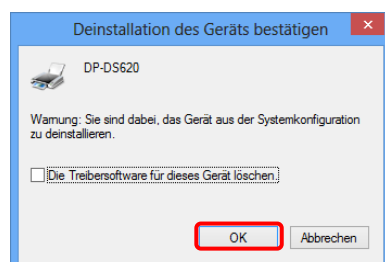 Deinstallation des Geräts bestätigen
DP-DS620
Warnung: Sie sind dabei, das Gerät aus der Systemkonfiguration
zu deinstallieren.
Die Treibersoftware für dieses Gerät löschen.
OK Abbrechen